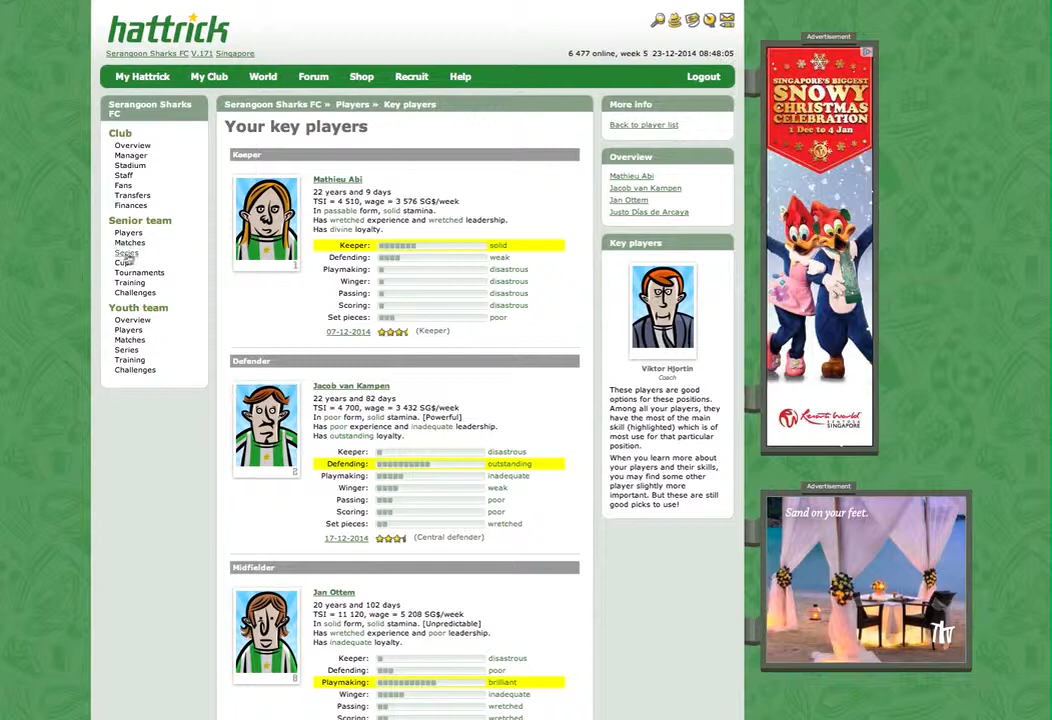 hattrick
Serangoon Sharks FC V.171 Singapore
6 477 online, week 5 23-12-2014 08:48:05
My Hattrick My Club World Forum Shop Recruit Help Logout
Serangoon Sharks
FC
Club
Overview
Manager
Stadium
Staff
Fans
Transfers
Finances
Senior team
Players
Matches
Series
Cup
Tournaments
Training
Challenges
Youth team
Overview
Players
Matches
Series
Training
Challenges
Serangoon Sharks FC » Players » Key players
Your key players
Keeper
1
Mathieu Abi
22 years and 9 days
TSI = 4 510, wage = 3 576 SG$/week
In passable form, solid stamina.
Has wretched experience and wretched leadership.
Has divine loyalty.
Keeper: solid
Defending: weak
Playmaking: disastrous
Winger: disastrous
Passing: disastrous
Scoring: disastrous
Set pieces: poor
07-12-2014 (Keeper)
Defender
2
Jacob van Kampen
22 years and 82 days
TSI = 4 700, wage = 3 432 SG$/week
In poor form, solid stamina. [Powerful]
Has poor experience and inadequate leadership.
Has outstanding loyalty.
Keeper: disastrous
Defending: outstanding
Playmaking: inadequate
Winger: weak
Passing: poor
Scoring: poor
Set pieces: wretched
17-12-2014 (Central defender)
Midfielder
8
Jan Ottem
20 years and 102 days
TSI = 11 120, wage = 5 208 SG$/week
In solid form, solid stamina. [Unpredictable]
Has wretched experience and poor leadership.
Has inadequate loyalty.
Keeper: disastrous
Defending: poor
Playmaking: brilliant
Winger: inadequate
Passing: wretched
Scoring: wretched
More info
Back to player list
Overview
Mathieu Abi
Jacob van Kampen
Jan Ottem
Justo Días de Arcaya
Key players
Viktor Hjortin
Coach
These players are good
options for these positions.
Among all your players, they
have the most of the main
skill (highlighted) which is of
most use for that particular
position.
When you learn more about
your players and their skills,
you may find some other
player slightly more
important. But these are still
good picks to use!
Advertisement
SINGAPORE'S BIGGEST
SNOWY
CHRISTMAS
CELEBRATION
1 Dec to 4 Jan
Resorts World
SENTOSA
SINGAPORE
Advertisement
Sand on your feet.